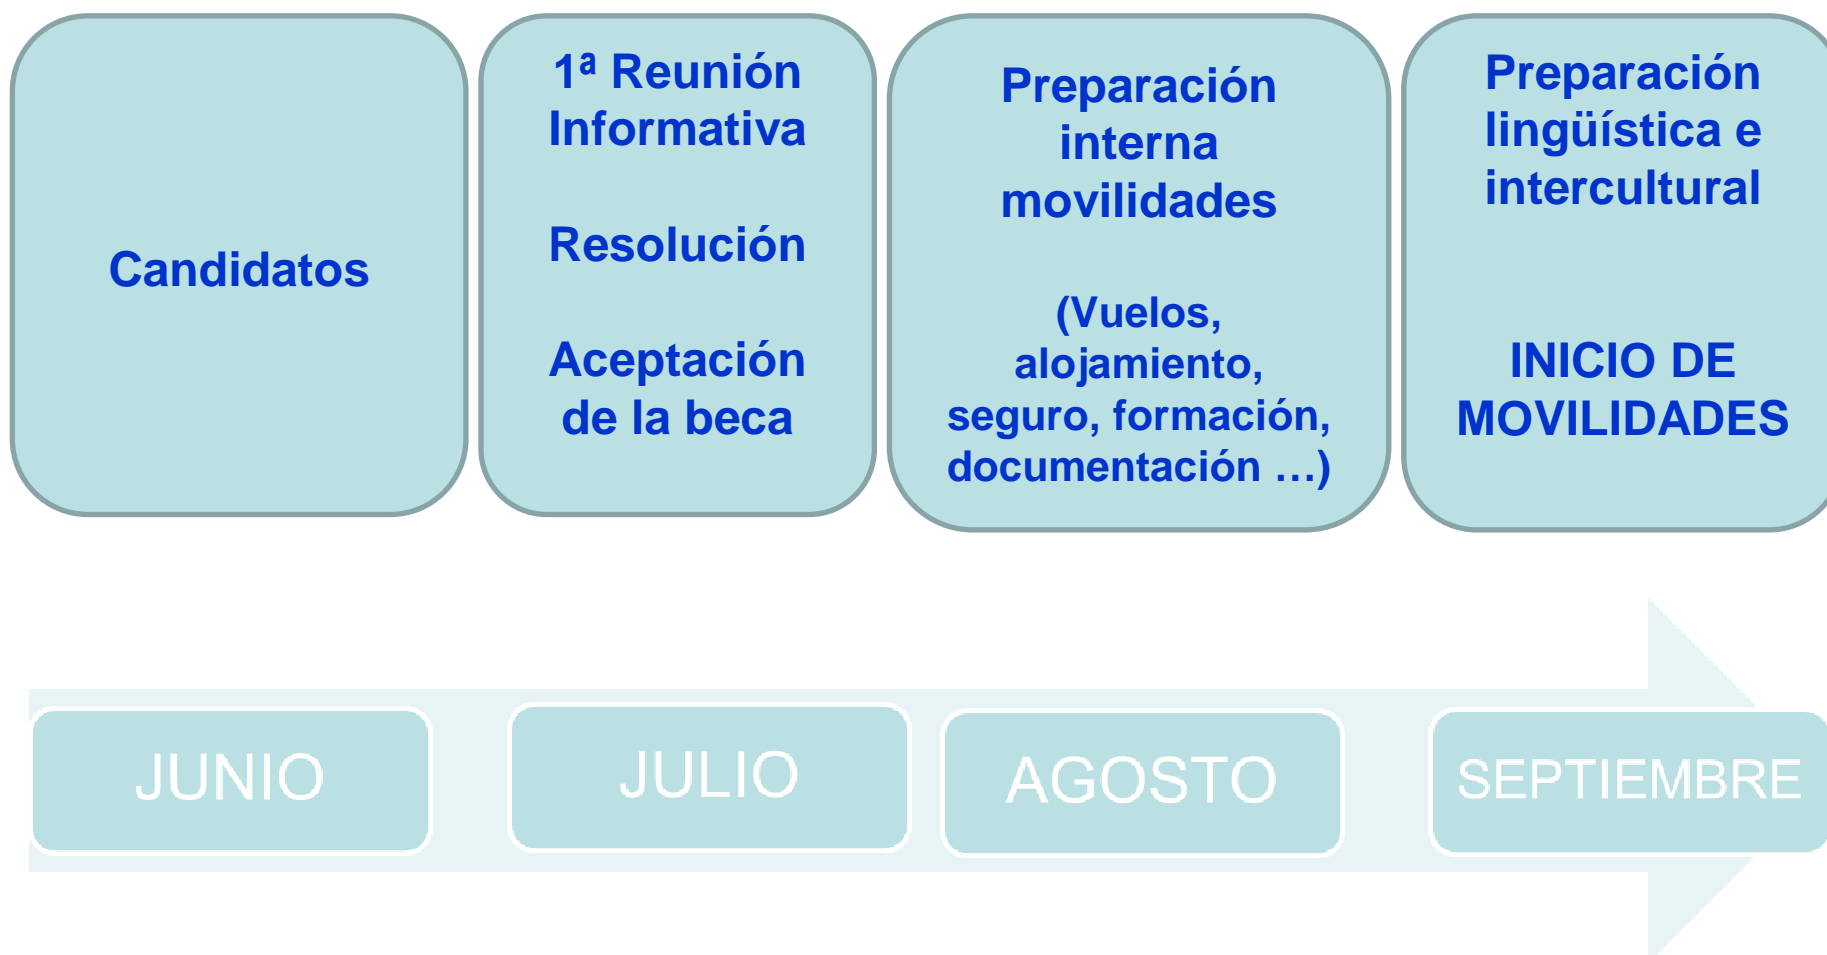 Candidatos
1ª Reunión
Informativa
Resolución
Aceptación
de la beca
Preparación
interna
movilidades
(Vuelos,
alojamiento,
seguro, formación,
documentación …)
Preparación
lingüística e
intercultural
INICIO DE
MOVILIDADES
JUNIO
JULIO
AGOSTO
SEPTIEMBRE